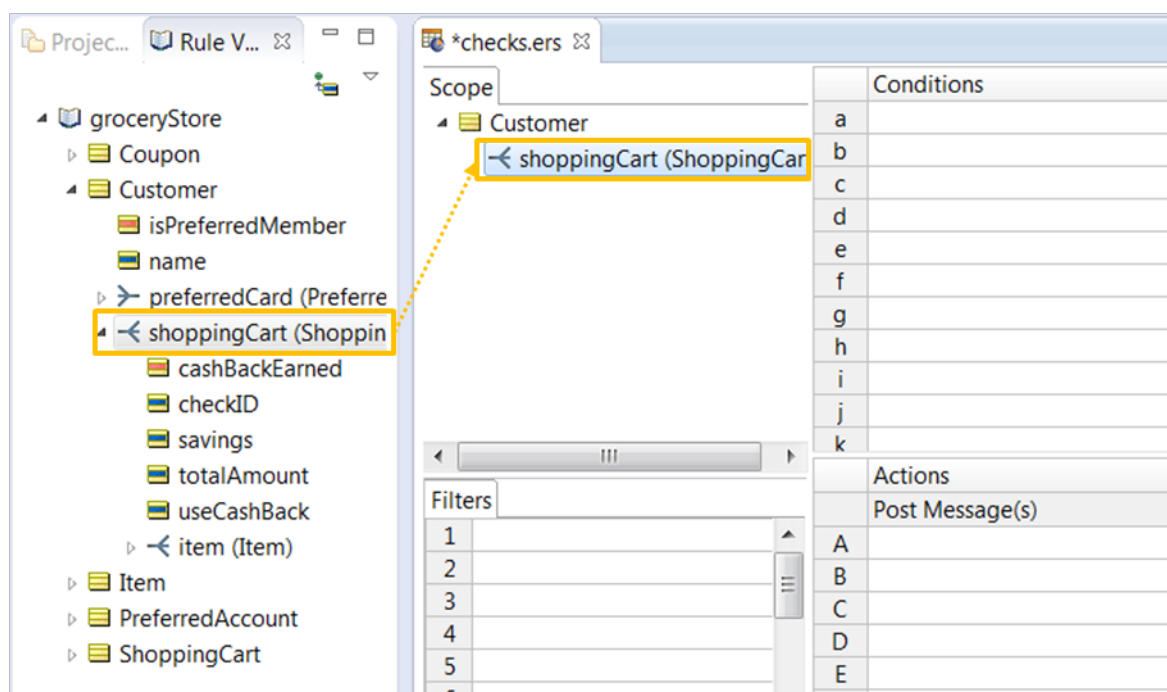 Projec...
Rule V...
groceryStore
Coupon
Customer
isPreferredMember
name
preferredCard (Preferre
shoppingCart (Shoppin
cashBackEarned
checkID
savings
totalAmount
useCashBack
item (Item)
Item
PreferredAccount
ShoppingCart
*checks.ers
Scope
Customer
shoppingCart (ShoppingCar
Filters
1
2
3
4
5
Conditions
a
b
c
d
e
f
g
h
i
j
k
Actions
Post Message(s)
A
B
C
D
E